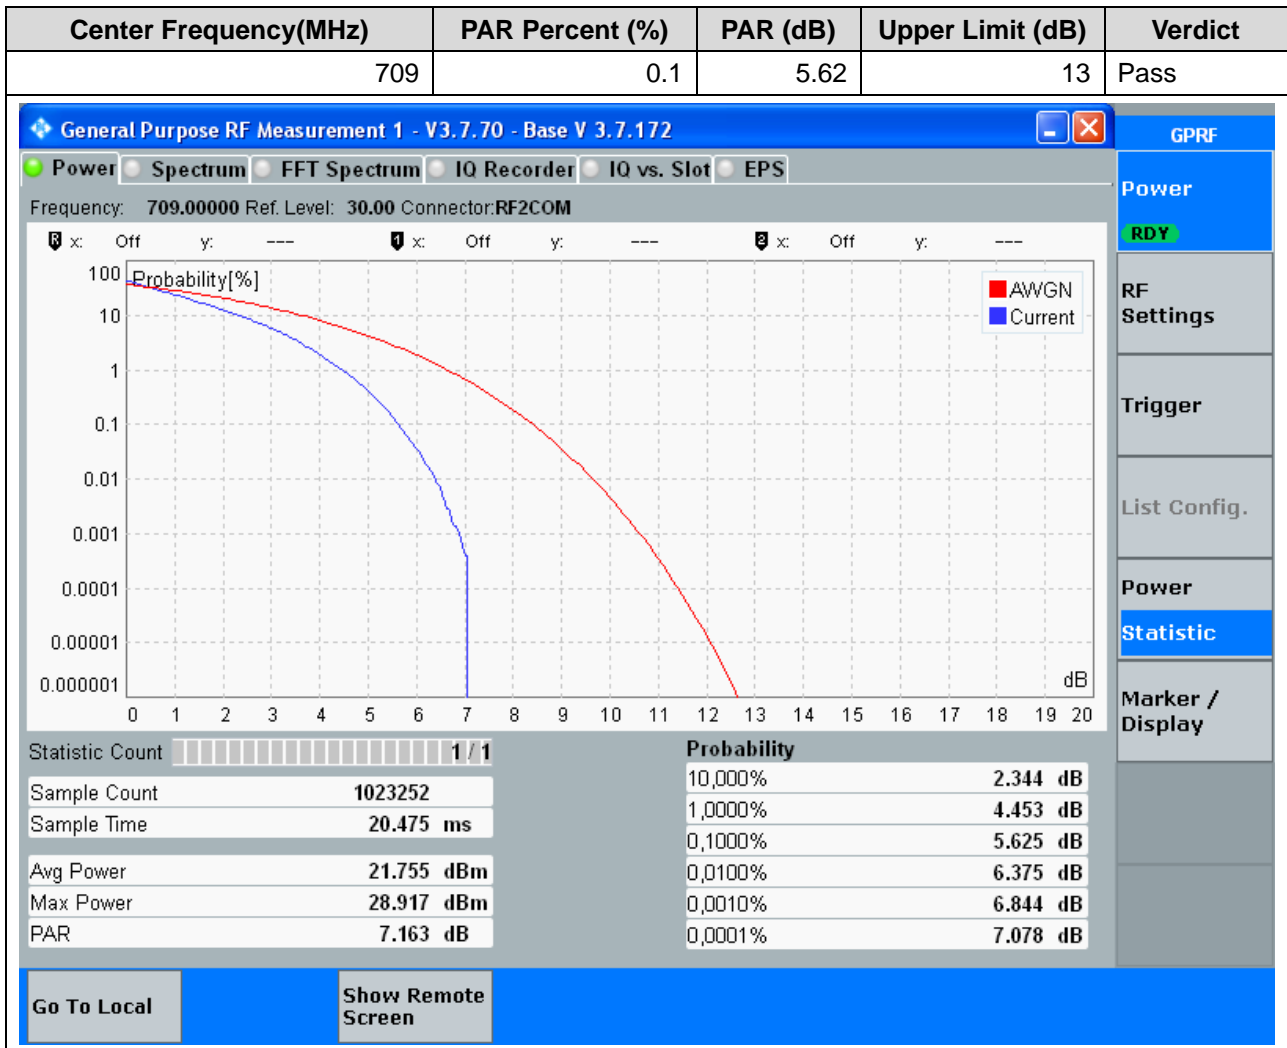 Center Frequency(MHz) PAR Percent (%) PAR (dB) Upper Limit (dB) Verdict
709 0.1 5.62 13 Pass
General Purpose RF Measurement 1 - V3.7.70 - Base V 3.7.172
GPRF
Power Spectrum FFT Spectrum IQ Recorder IQ vs. Slot EPS
Power
RDY
Frequency: 709.00000 Ref. Level: 30.00 Connector:RF2COM
R x: Off y: --- 1 x: Off y: --- 2 x: Off y: ---
RF
Settings
Trigger
List Config.
Power
Statistic
Marker /
Display
Probability[%]
AWGN
Current
100
10
1
0.1
0.01
0.001
0.0001
0.00001
0.000001
dB
0 1 2 3 4 5 6 7 8 9 10 11 12 13 14 15 16 17 18 19 20
Statistic Count 1 / 1
Sample Count 1023252
Sample Time 20.475 ms
Avg Power 21.755 dBm
Max Power 28.917 dBm
PAR 7.163 dB
Probability
10,000% 2.344 dB
1,0000% 4.453 dB
0,1000% 5.625 dB
0,0100% 6.375 dB
0,0010% 6.844 dB
0,0001% 7.078 dB
Go To Local
Show Remote
Screen